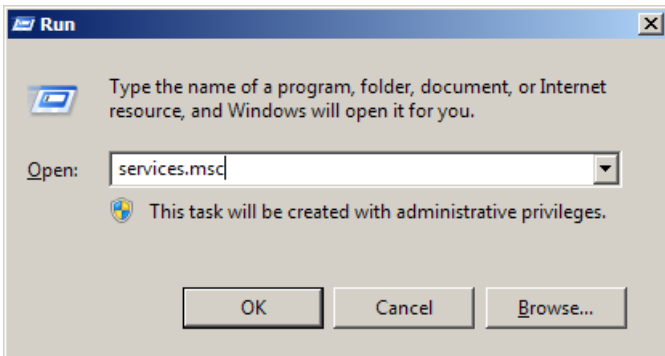 Run
Type the name of a program, folder, document, or Internet
resource, and Windows will open it for you.
Open: services.msc
This task will be created with administrative privileges.
OK Cancel Browse...